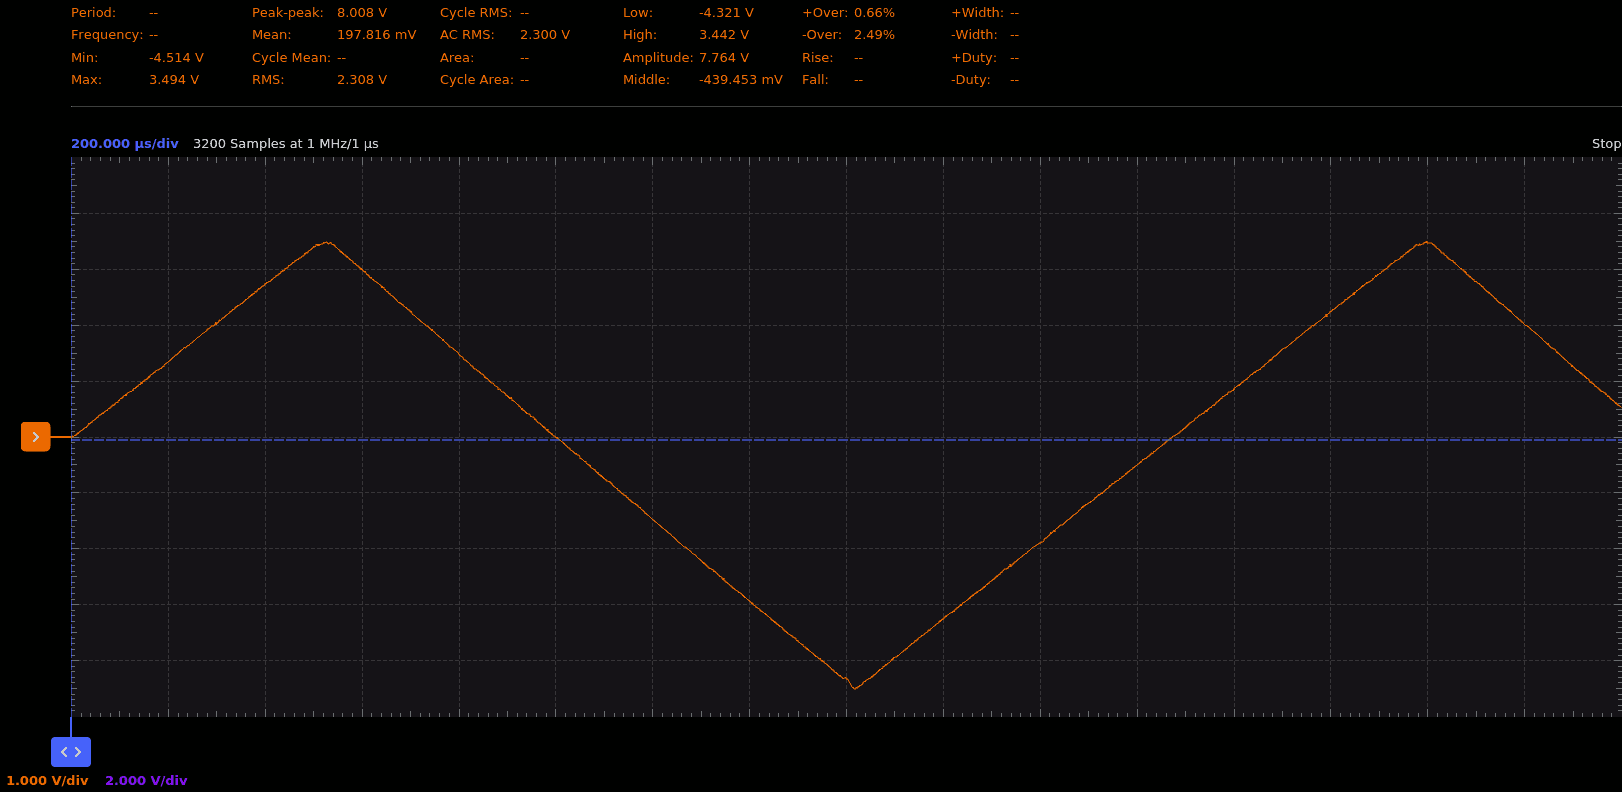 Period: -- Peak-peak: 8.008 V Cycle RMS: -- Low: -4.321 V +Over: 0.66% +Width: --
Frequency: -- Mean: 197.816 mV AC RMS: 2.300 V High: 3.442 V -Over: 2.49% -Width: --
Min: -4.514 V Cycle Mean: -- Area: -- Amplitude: 7.764 V Rise: -- +Duty: --
Max: 3.494 V RMS: 2.308 V Cycle Area: -- Middle: -439.453 mV Fall: -- -Duty: --
200.000 µs/div 3200 Samples at 1 MHz/1 µs Stop
1.000 V/div 2.000 V/div